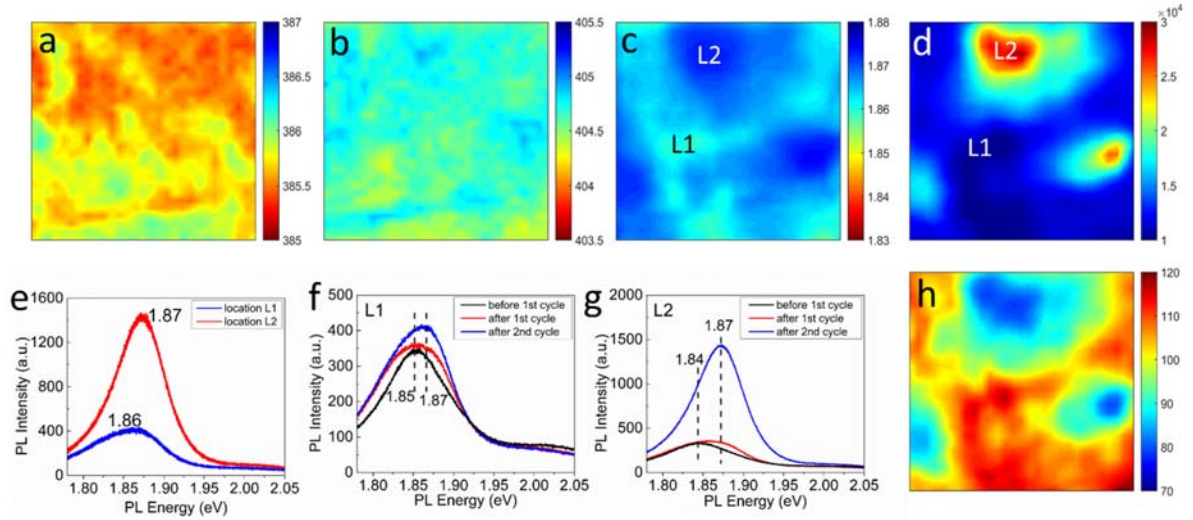 a
387
386.5
386
385.5
385
b
405.5
405
404.5
404
403.5
c
L2
L1
1.88
1.87
1.86
1.85
1.84
1.83
d
L2
L1
×10⁴
3
2.5
2
1.5
1
e
1.87
1.86
location L1
location L2
1600
1200
800
400
0
1.80 1.85 1.90 1.95 2.00 2.05
PL Energy (eV)
PL Intensity (a.u.)
f
L1
before 1st cycle
after 1st cycle
after 2nd cycle
1.85
1.87
500
400
300
200
100
0
1.80 1.85 1.90 1.95 2.00 2.05
PL Energy (eV)
PL Intensity (a.u.)
g
L2
before 1st cycle
after 1st cycle
after 2nd cycle
1.87
1.84
2000
1500
1000
500
0
1.80 1.85 1.90 1.95 2.00 2.05
PL Energy (eV)
PL Intensity (a.u.)
h
120
110
100
90
80
70